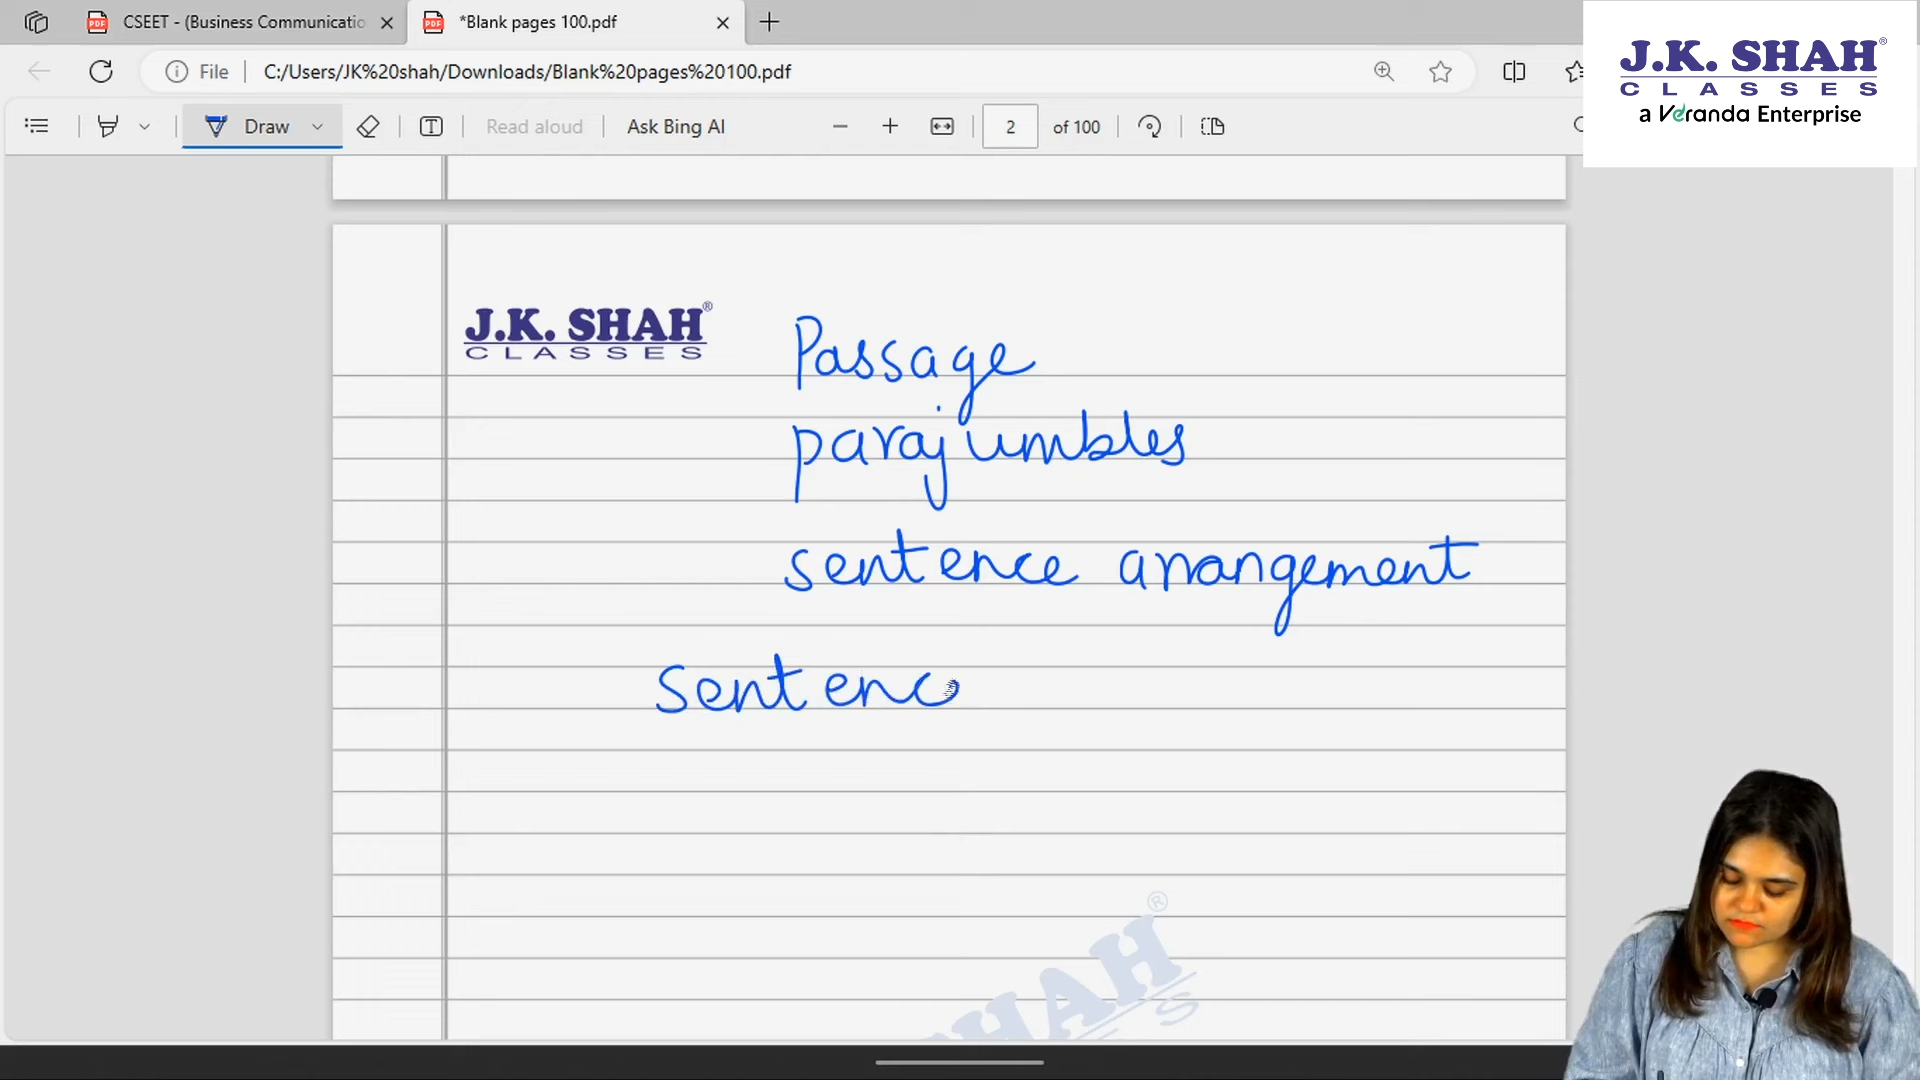 CSEET - (Business Communicatio
*Blank pages 100.pdf
File
C:/Users/JK%20shah/Downloads/Blank%20pages%20100.pdf
J.K. SHAH®
CLASSES
a Veranda Enterprise
Draw
Read aloud
Ask Bing AI
2
of 100
J.K. SHAH®
CLASSES
Passage
parajumbles
sentence arrangement
Sentenc
SHAH®
S